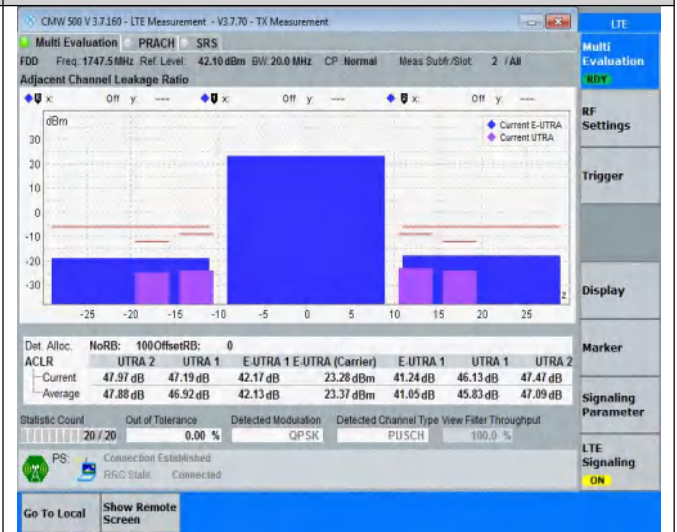 CMW 500 V 3.7.160 - LTE Measurement - V3.7.70 - TX Measurement
LTE
Multi Evaluation PRACH SRS
Multi Evaluation
RDY
FDD Freq.: 1747.5 MHz Ref. Level: 42.10 dBm BW: 20.0 MHz CP: Normal Meas Subfr./Slot: 2 / All
Adjacent Channel Leakage Ratio
x: Off y: --- x: Off y: --- x: Off y: ---
dBm
Current E-UTRA
Current UTRA
RF Settings
30
20
10
0
-10
-20
-30
Trigger
z
-25 -20 -15 -10 -5 0 5 10 15 20 25
Display
Det. Alloc. NoRB: 100 OffsetRB: 0
Marker
ACLR UTRA 2 UTRA 1 E-UTRA 1 E-UTRA (Carrier) E-UTRA 1 UTRA 1 UTRA 2
Current 47.97 dB 47.19 dB 42.17 dB 23.28 dBm 41.24 dB 46.13 dB 47.47 dB
Average 47.88 dB 46.92 dB 42.13 dB 23.37 dBm 41.05 dB 45.83 dB 47.09 dB
Signaling Parameter
Statistic Count Out of Tolerance Detected Modulation Detected Channel Type View Filter Throughput
20 / 20 0.00 % QPSK PUSCH 100.0 %
PS: Connection Established
RRC State Connected
LTE Signaling
ON
Go To Local
Show Remote Screen